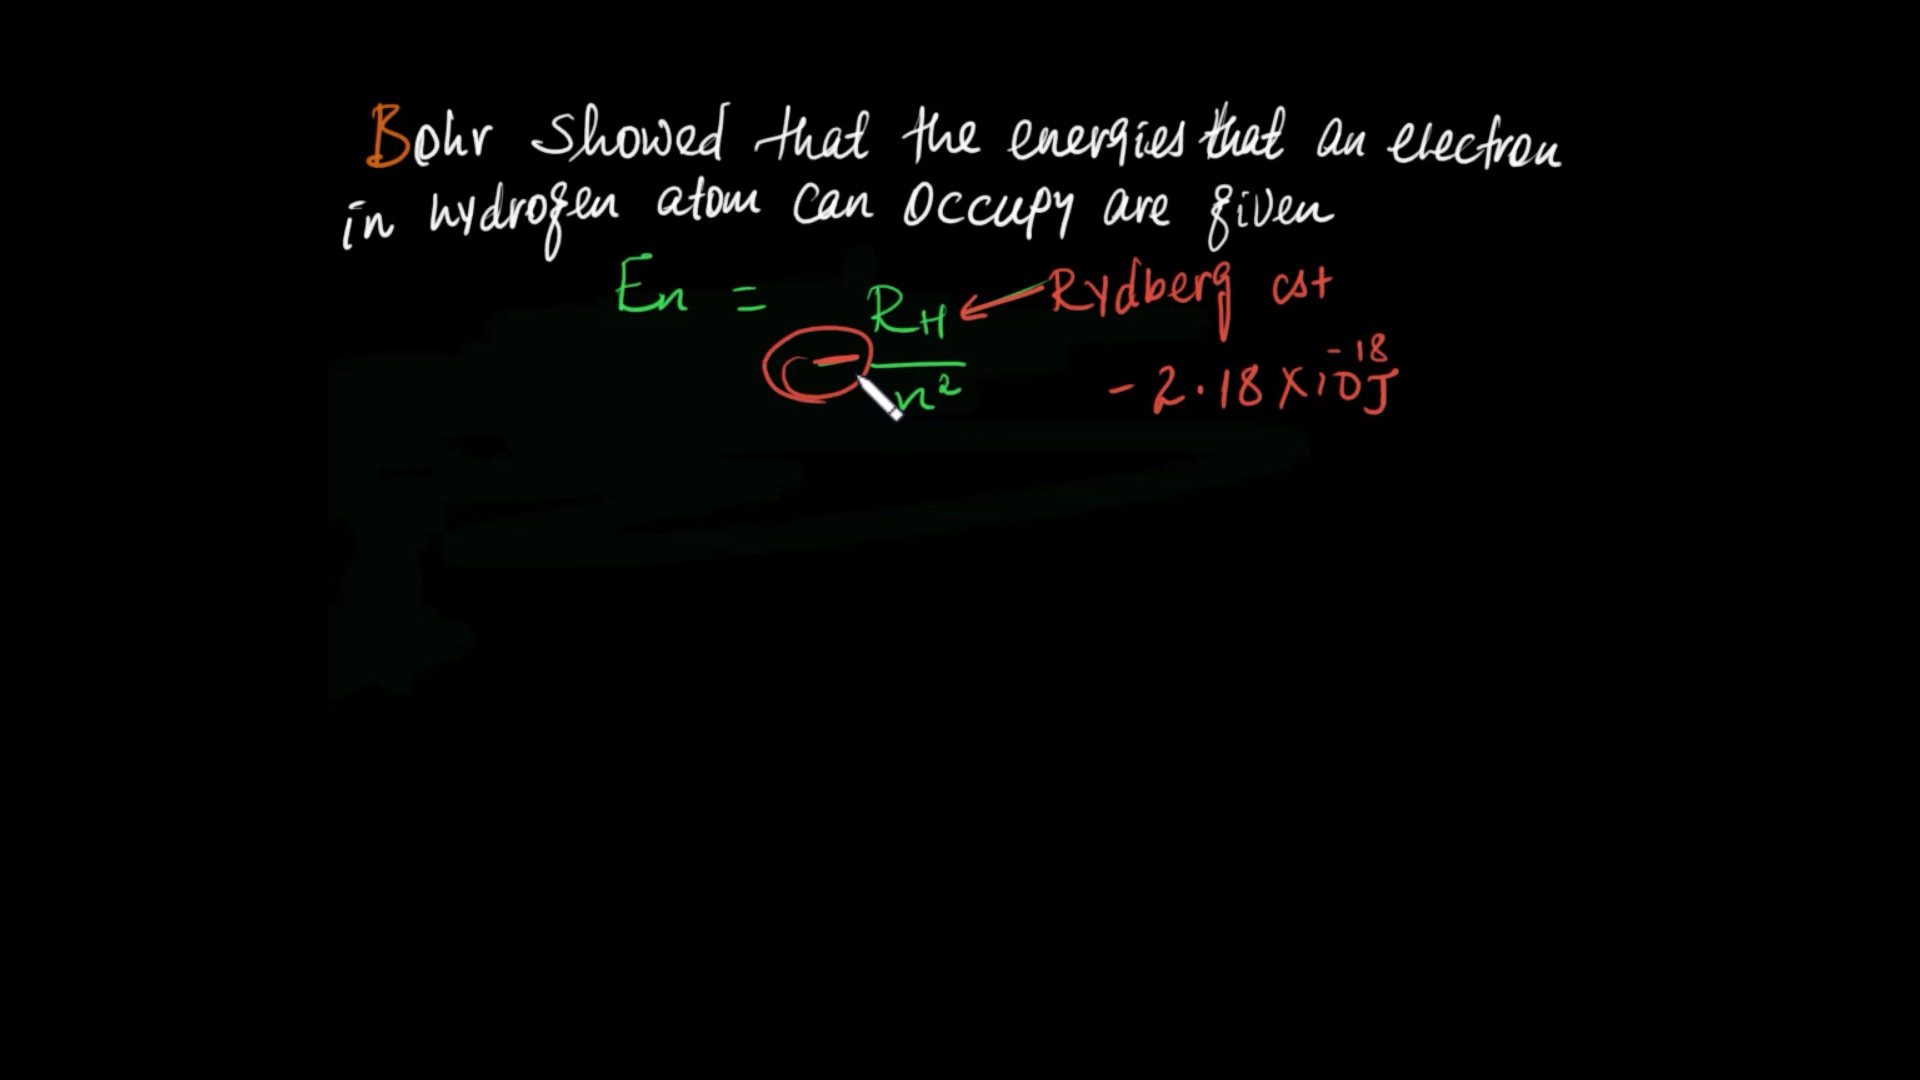 Bohr showed that the energies that an electron
in hydrogen atom can occupy are given
En = - RH/n² Rydberg cst
- 2.18 X 10⁻¹⁸ J